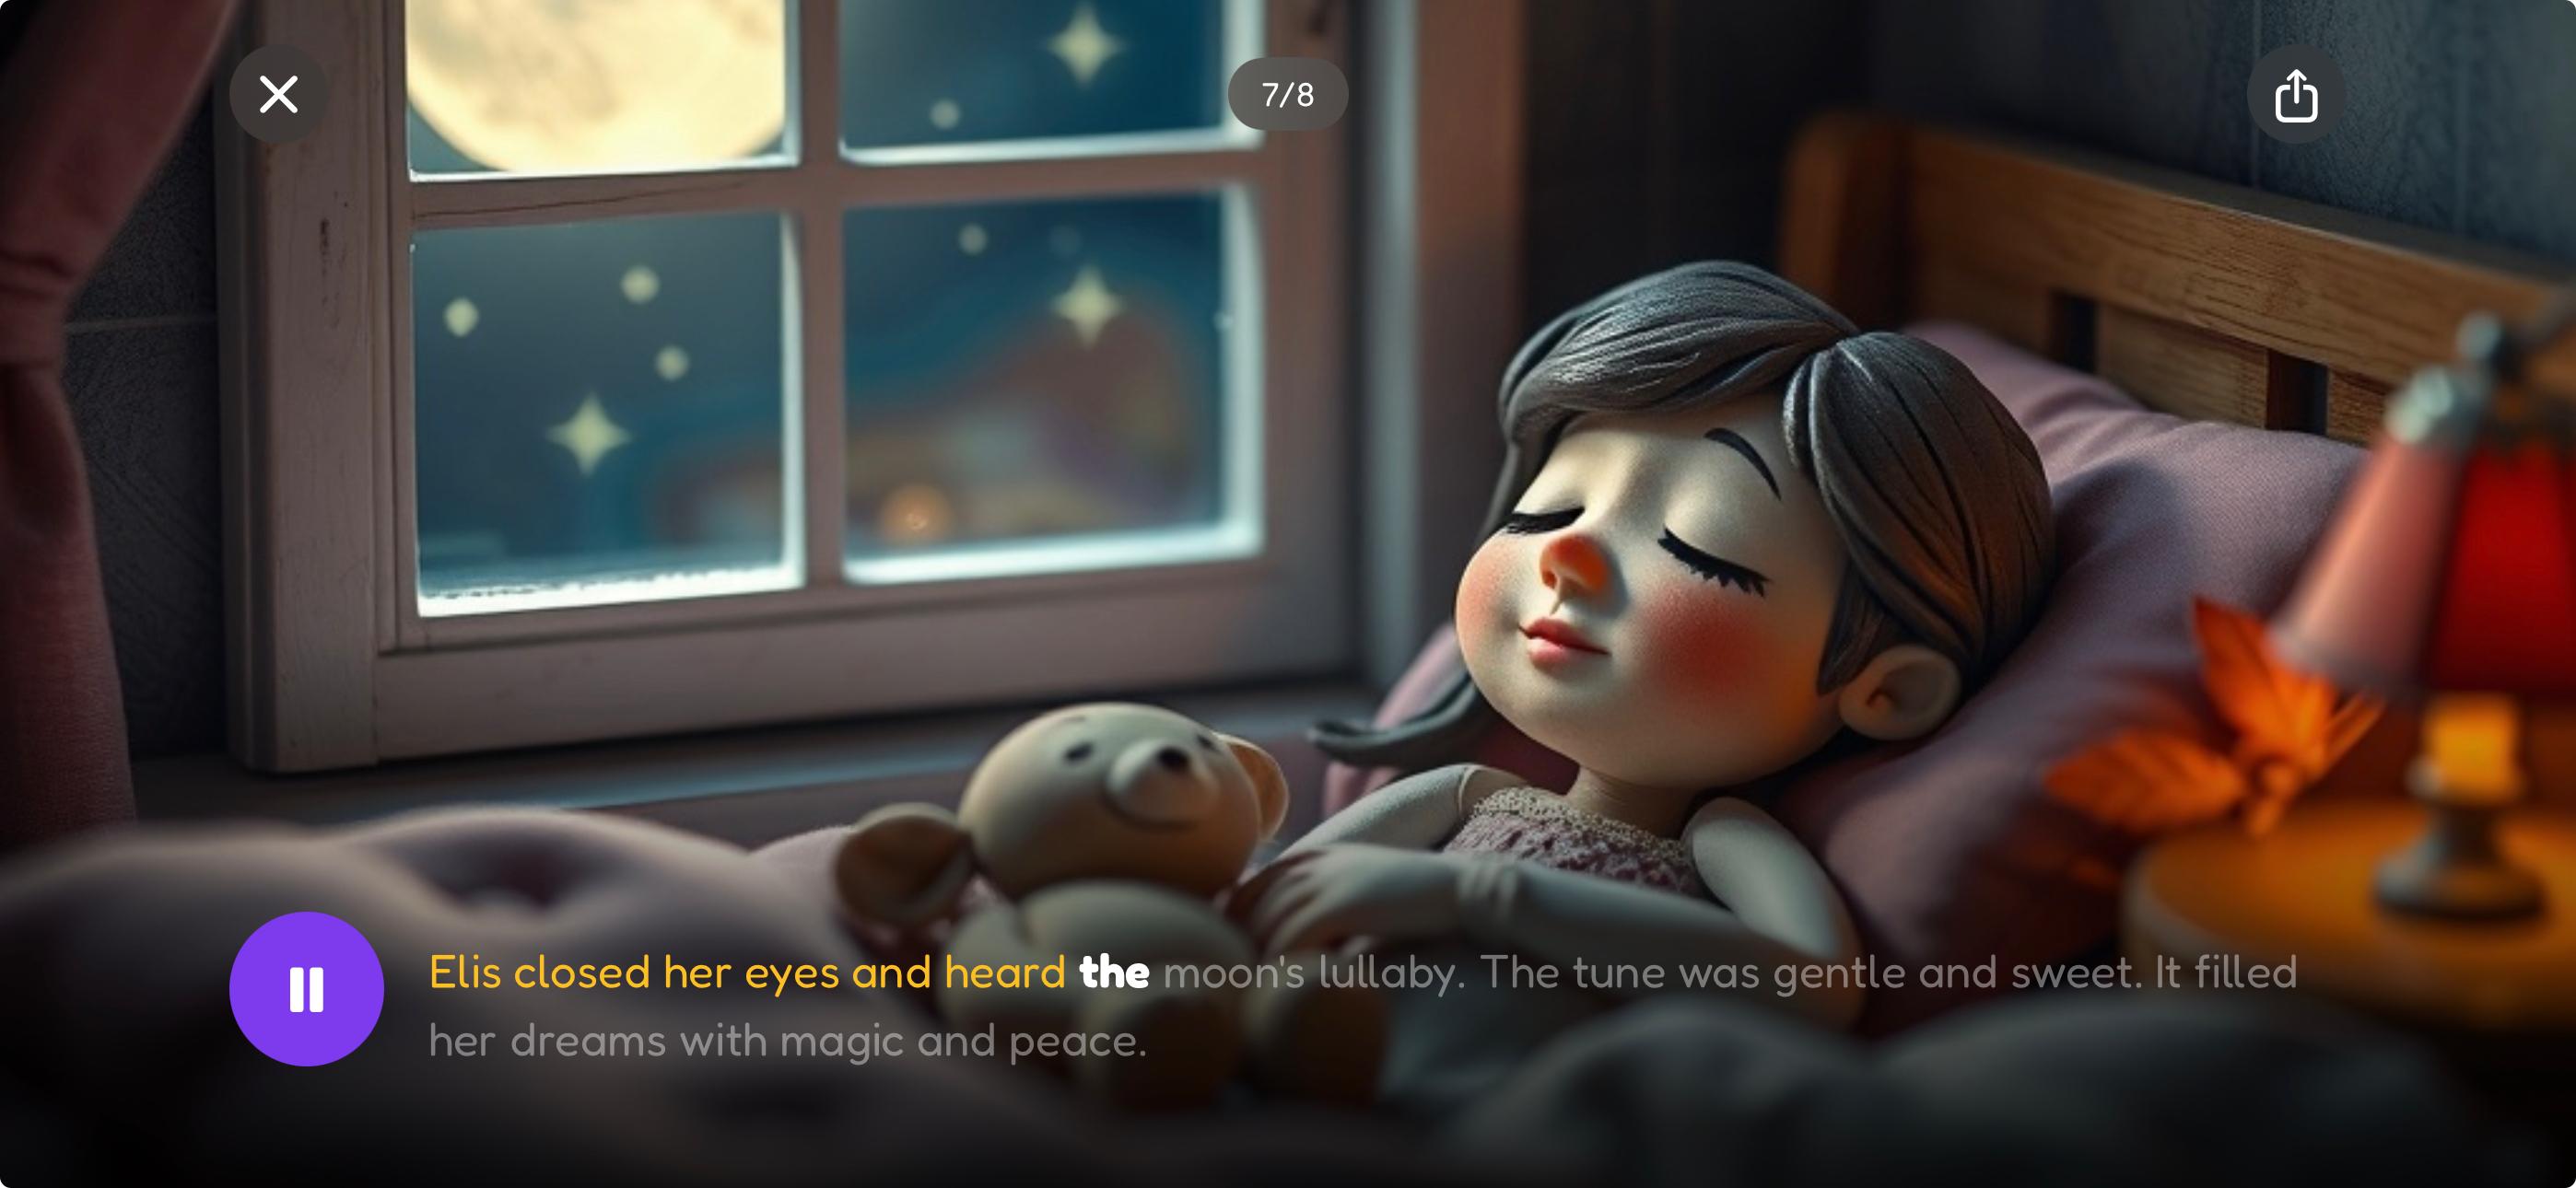 7/8
Elis closed her eyes and heard the moon's lullaby. The tune was gentle and sweet. It filled
her dreams with magic and peace.